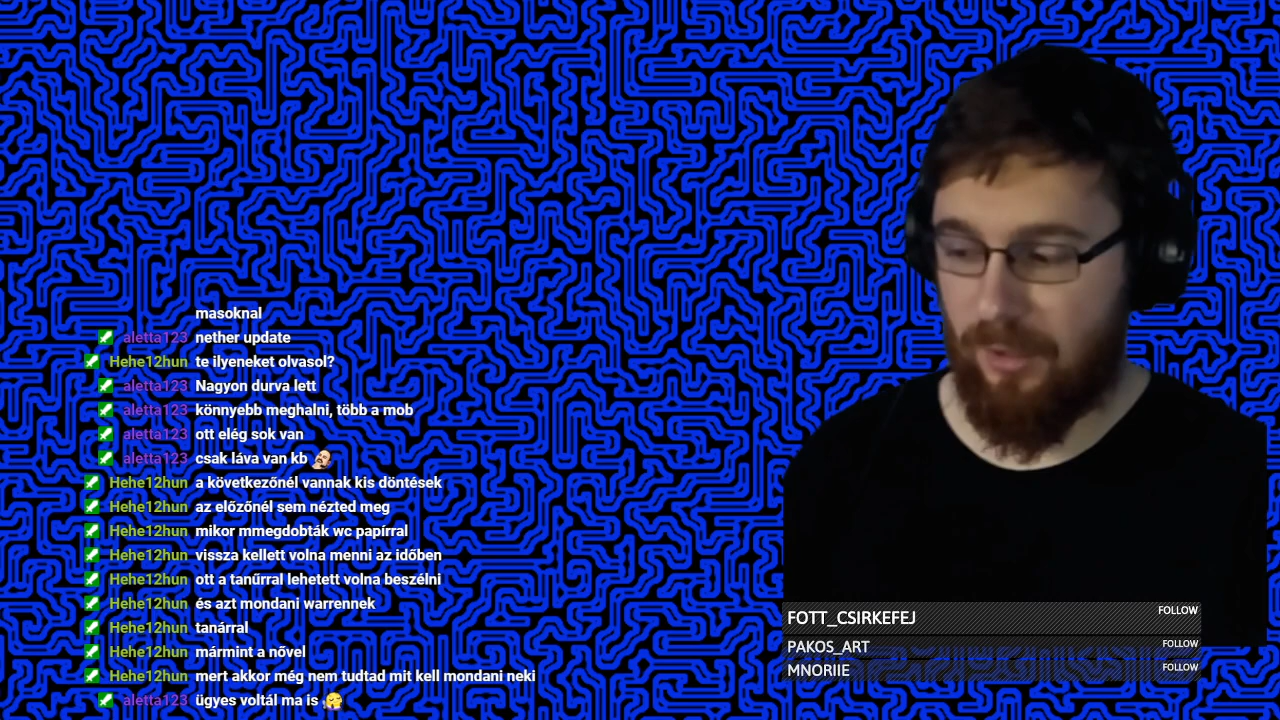 masoknal
aletta123 nether update
Hehe12hun te ilyeneket olvasol?
aletta123 Nagyon durva lett
aletta123 könnyebb meghalni, több a mob
aletta123 ott elég sok van
aletta123 csak láva van kb
Hehe12hun a következőnél vannak kis döntések
Hehe12hun az előzőnél sem nézted meg
Hehe12hun mikor mmegdobták wc papírral
Hehe12hun vissza kellett volna menni az időben
Hehe12hun ott a tanűrral lehetett volna beszélni
Hehe12hun és azt mondani warrennek
Hehe12hun tanárral
Hehe12hun mármint a nővel
Hehe12hun mert akkor még nem tudtad mit kell mondani neki
aletta123 ügyes voltál ma is
FOTT_CSIRKEFEJ FOLLOW
PAKOS_ART FOLLOW
MNORIIE FOLLOW